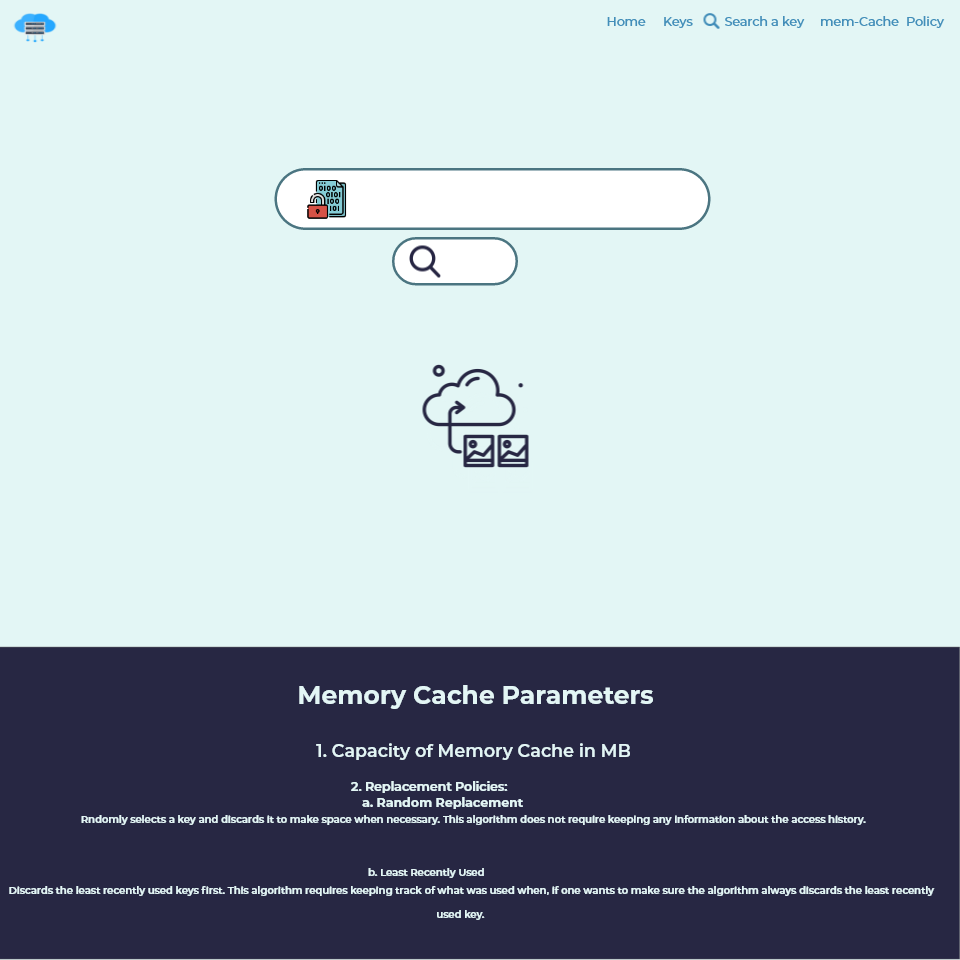 Home Keys Search a key mem-Cache Policy
0100
0101
100
101
Memory Cache Parameters
1. Capacity of Memory Cache in MB
2. Replacement Policies:
a. Random Replacement
Rndomly selects a key and discards it to make space when necessary. This algorithm does not require keeping any information about the access history.
b. Least Recently Used
Discards the least recently used keys first. This algorithm requires keeping track of what was used when, if one wants to make sure the algorithm always discards the least recently
used key.